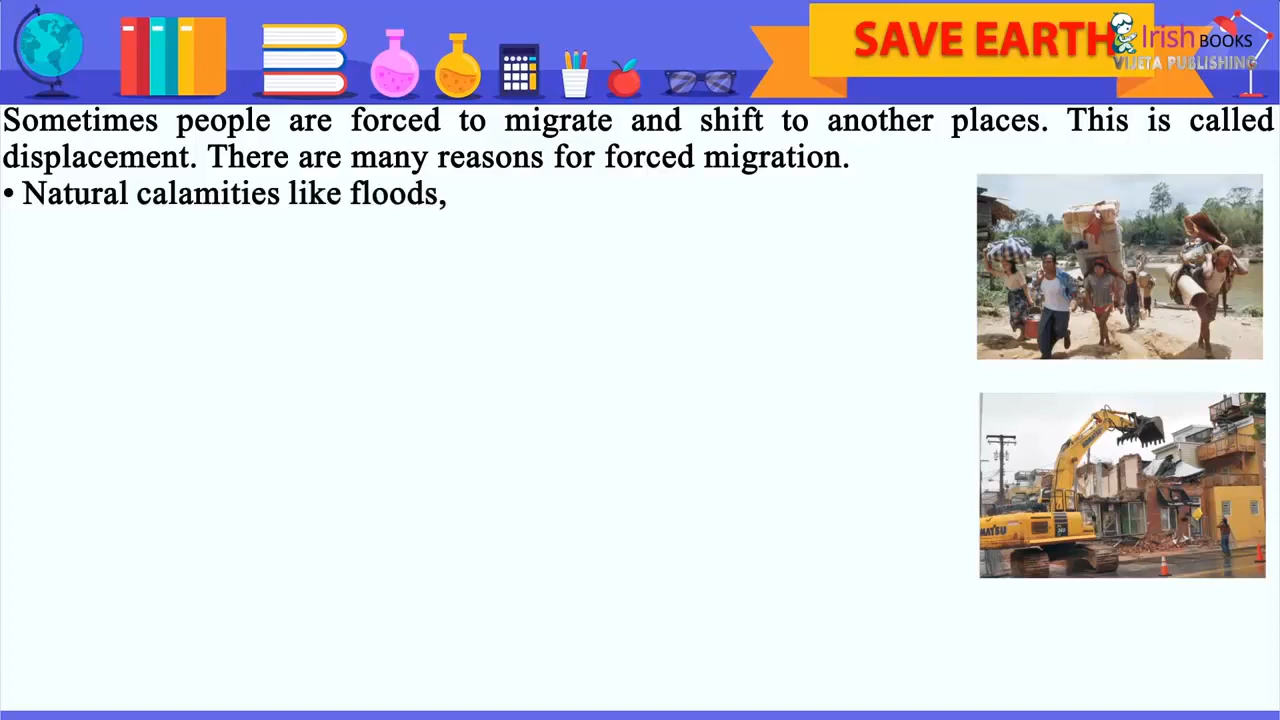 SAVE EARTH
Irish BOOKS
VIJETA PUBLISHING
Sometimes people are forced to migrate and shift to another places. This is called
displacement. There are many reasons for forced migration.
• Natural calamities like floods,